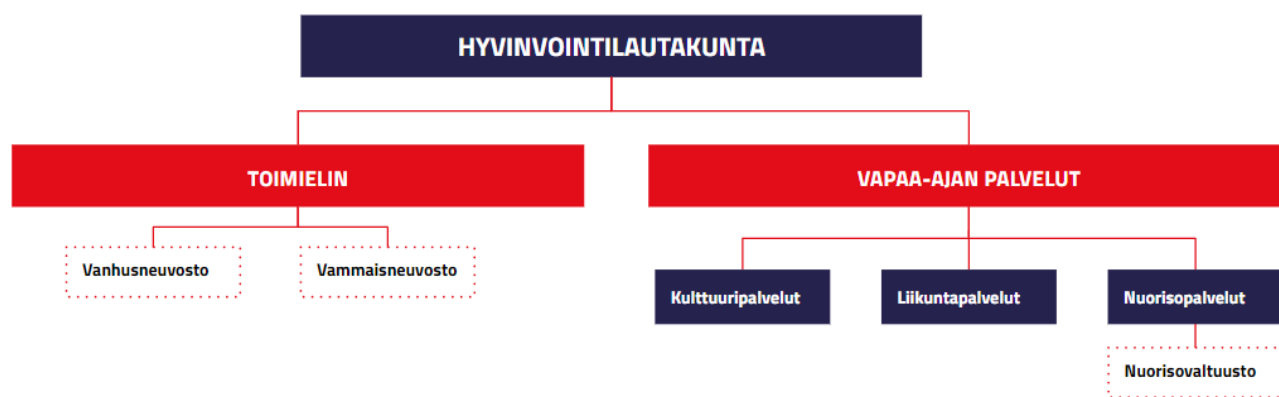 HYVINVOINTILAUTAKUNTA
TOIMIELIN
VAPAA-AJAN PALVELUT
Vanhusneuvosto
Vammaisneuvosto
Kulttuuripalvelut
Liikuntapalvelut
Nuorisopalvelut
Nuorisovaltuusto